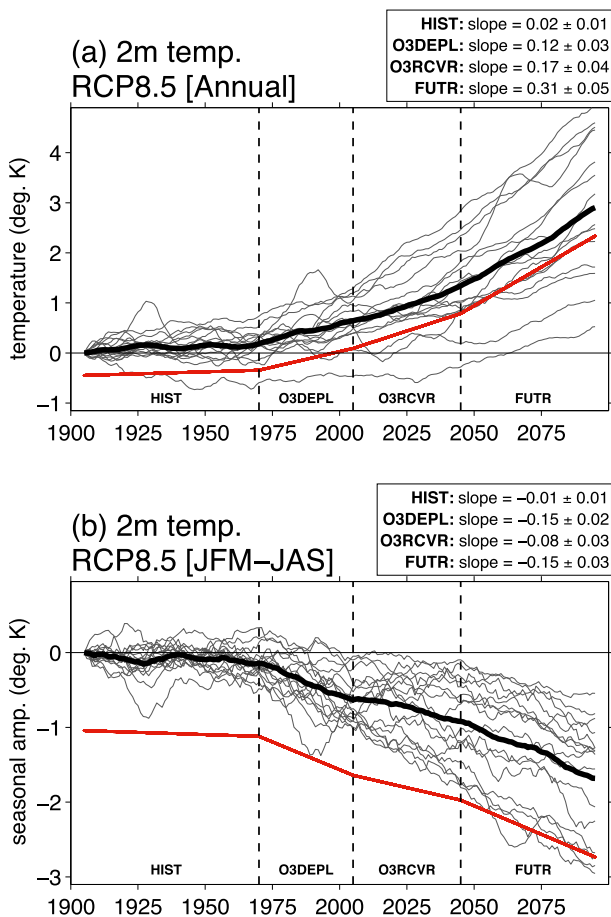 HIST: slope = 0.02 ± 0.01
O3DEPL: slope = 0.12 ± 0.03
O3RCVR: slope = 0.17 ± 0.04
FUTR: slope = 0.31 ± 0.05
(a) 2m temp.
RCP8.5 [Annual]
temperature (deg. K)
4
3
2
1
0
−1
HIST O3DEPL O3RCVR FUTR
1900 1925 1950 1975 2000 2025 2050 2075
HIST: slope = −0.01 ± 0.01
O3DEPL: slope = −0.15 ± 0.02
O3RCVR: slope = −0.08 ± 0.03
FUTR: slope = −0.15 ± 0.03
(b) 2m temp.
RCP8.5 [JFM−JAS]
seasonal amp. (deg. K)
0
−1
−2
−3
HIST O3DEPL O3RCVR FUTR
1900 1925 1950 1975 2000 2025 2050 2075